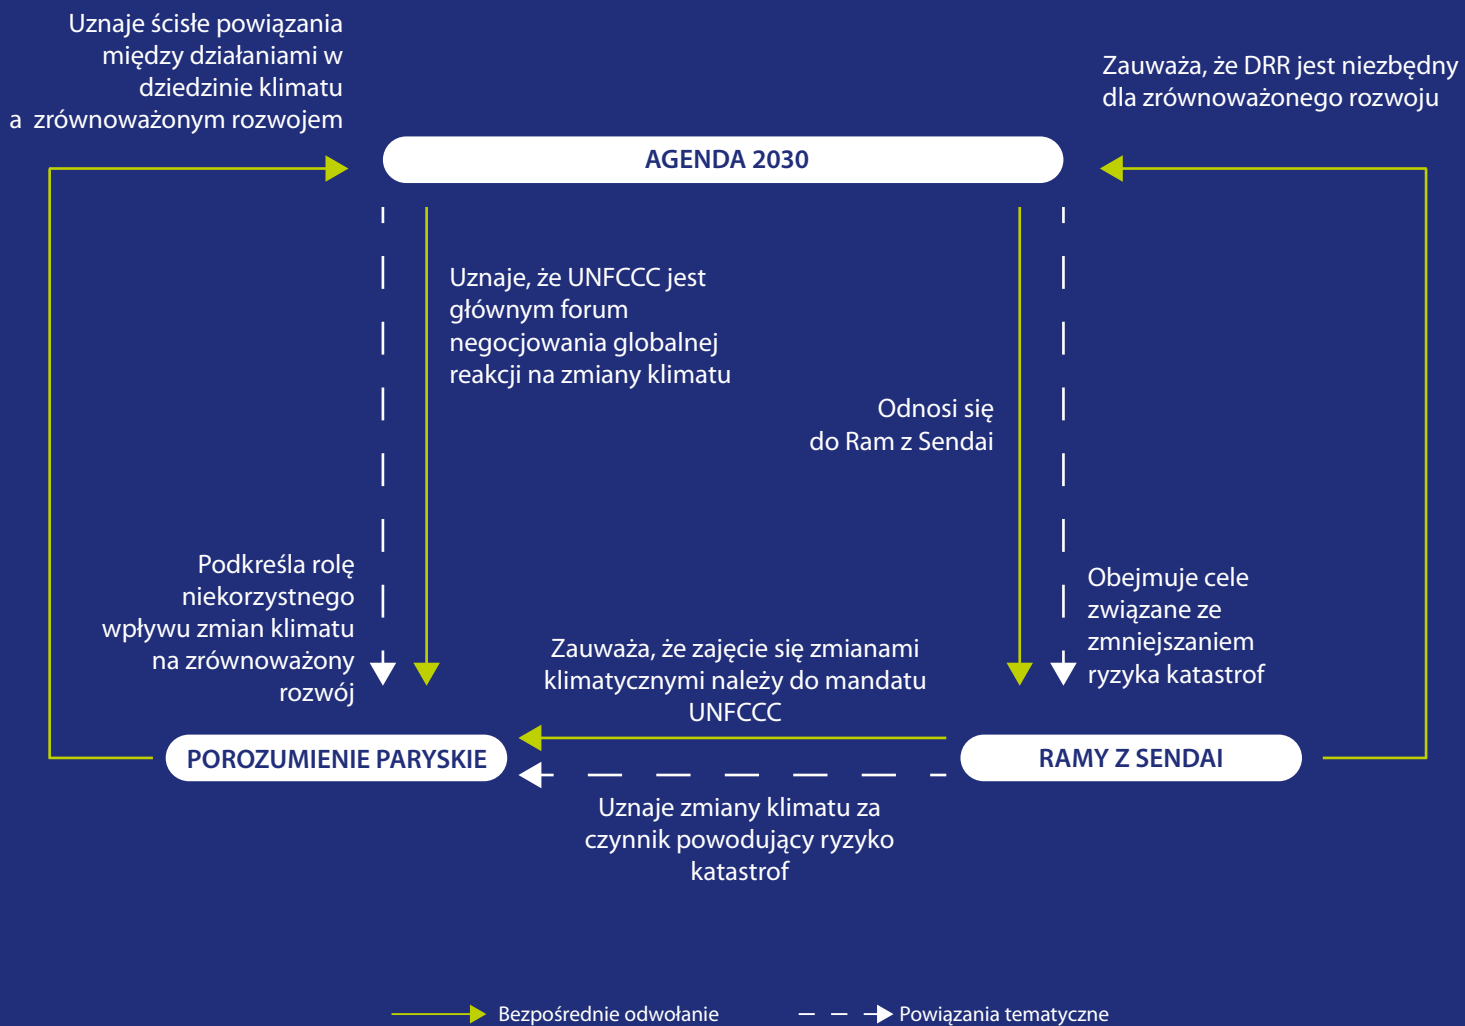 Uznaje ścisłe powiązania
między działaniami w
dziedzinie klimatu
a zrównoważonym rozwojem
Zauważa, że DRR jest niezbędny
dla zrównoważonego rozwoju
AGENDA 2030
Uznaje, że UNFCCC jest
głównym forum
negocjowania globalnej
reakcji na zmiany klimatu
Odnosi się
do Ram z Sendai
Podkreśla rolę
niekorzystnego
wpływu zmian klimatu
na zrównoważony
rozwój
Obejmuje cele
związane ze
zmniejszaniem
ryzyka katastrof
Zauważa, że zajęcie się zmianami
klimatycznymi należy do mandatu
UNFCCC
POROZUMIENIE PARYSKIE
RAMY Z SENDAI
Uznaje zmiany klimatu za
czynnik powodujący ryzyko
katastrof
Bezpośrednie odwołanie
Powiązania tematyczne